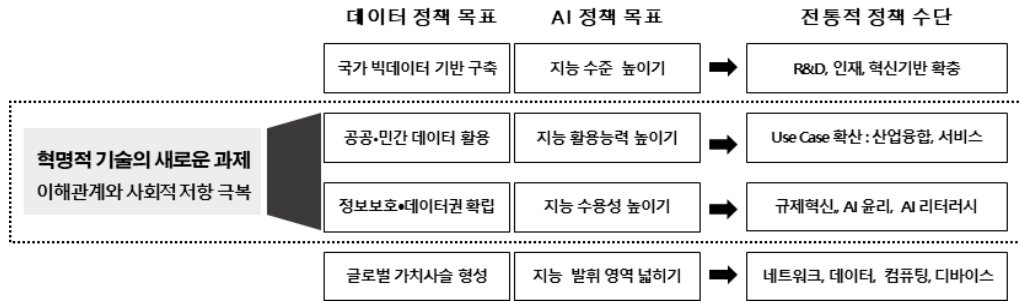 데이터 정책 목표 AI 정책 목표 전통적 정책 수단
국가 빅데이터 기반 구축 지능 수준 높이기 R&D, 인재, 혁신기반 확충
공공•민간 데이터 활용 지능 활용능력 높이기 Use Case 확산 : 산업융합, 서비스
혁명적 기술의 새로운 과제
이해관계와 사회적 저항 극복
정보보호•데이터권 확립 지능 수용성 높이기 규제혁신,, AI 윤리, AI 리터러시
글로벌 가치사슬 형성 지능 발휘 영역 넓히기 네트워크, 데이터, 컴퓨팅, 디바이스